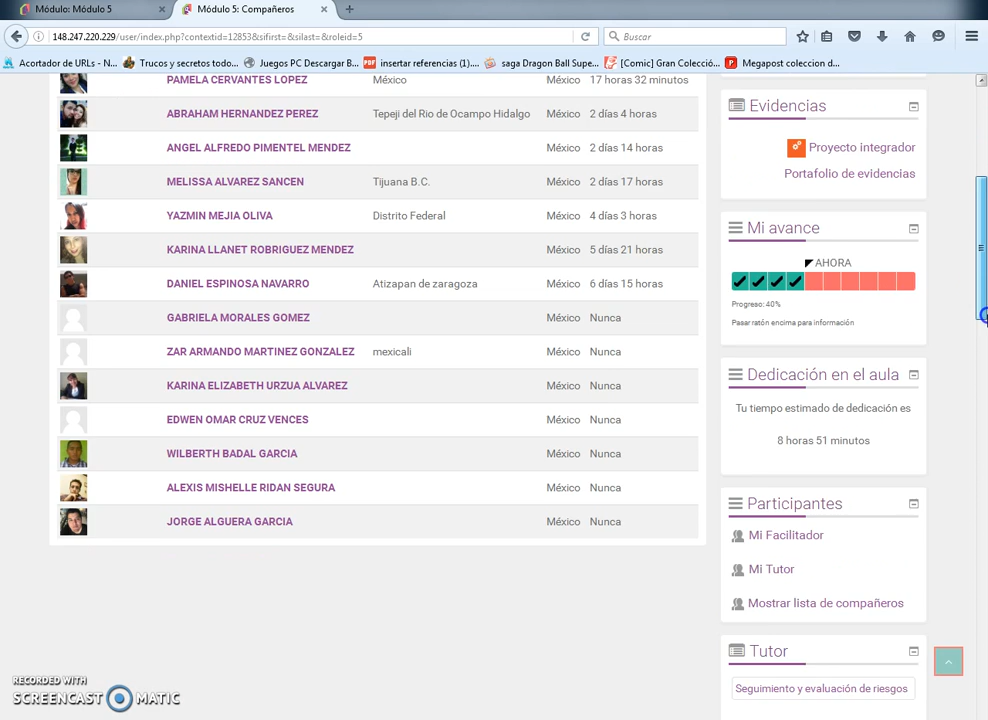 Módulo: Módulo 5
Módulo 5: Compañeros
148.247.220.229/user/index.php?contextid=12853&sifirst=&silast=&roleid=5
Buscar
Acortador de URLs - N...
Trucos y secretos todo...
Juegos PC Descargar B...
insertar referencias (1)....
saga Dragon Ball Supe...
[Comic] Gran Colecció...
Megapost coleccion d...
PAMELA CERVANTES LOPEZ México 17 horas 32 minutos
ABRAHAM HERNANDEZ PEREZ Tepeji del Rio de Ocampo Hidalgo México 2 días 4 horas
ANGEL ALFREDO PIMENTEL MENDEZ México 2 días 14 horas
MELISSA ALVAREZ SANCEN Tijuana B.C. México 2 días 17 horas
YAZMIN MEJIA OLIVA Distrito Federal México 4 días 3 horas
KARINA LLANET ROBRIGUEZ MENDEZ México 5 días 21 horas
DANIEL ESPINOSA NAVARRO Atizapan de zaragoza México 6 días 15 horas
GABRIELA MORALES GOMEZ México Nunca
ZAR ARMANDO MARTINEZ GONZALEZ mexicali México Nunca
KARINA ELIZABETH URZUA ALVAREZ México Nunca
EDWEN OMAR CRUZ VENCES México Nunca
WILBERTH BADAL GARCIA México Nunca
ALEXIS MISHELLE RIDAN SEGURA México Nunca
JORGE ALGUERA GARCIA México Nunca
Evidencias
Proyecto integrador
Portafolio de evidencias
Mi avance
AHORA
Progreso: 40%
Pasar ratón encima para información
Dedicación en el aula
Tu tiempo estimado de dedicación es
8 horas 51 minutos
Participantes
Mi Facilitador
Mi Tutor
Mostrar lista de compañeros
Tutor
Seguimiento y evaluación de riesgos
RECORDED WITH
SCREENCAST MATIC